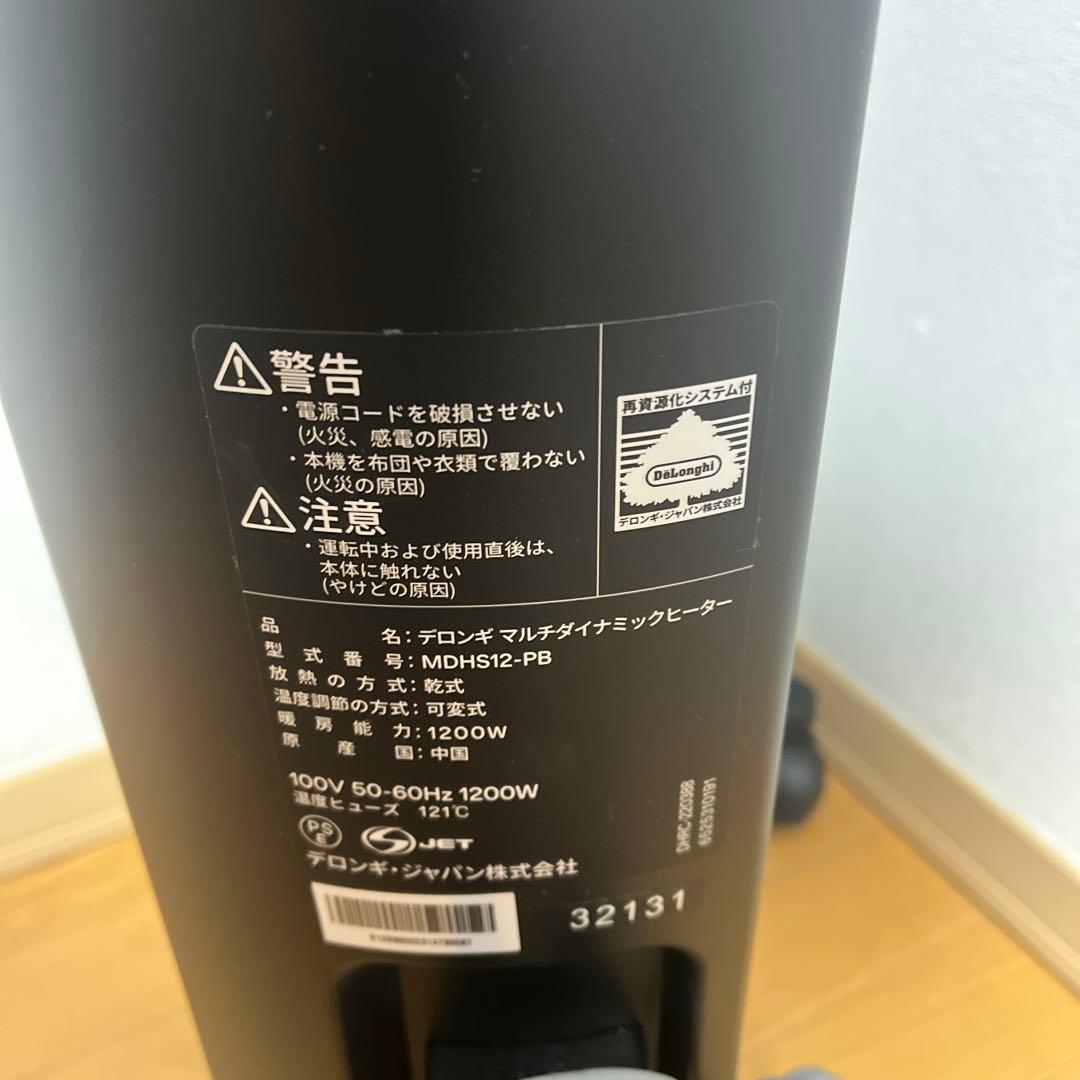 警告
・電源コードを破損させない
(火災、感電の原因)
・本機を布団や衣類で覆わない
(火災の原因)
注意
・運転中および使用直後は、
本体に触れない
(やけどの原因)
再資源化システム付
DeLonghi
デロンギ・ジャパン株式会社
品名：デロンギ マルチダイナミックヒーター
型式番号：MDHS12-PB
放熱の方式：乾式
温度調節の方式：可変式
暖房能力：1200W
原産国：中国
100V 50-60Hz 1200W
温度ヒューズ 121℃
PSE
JET
デロンギ・ジャパン株式会社
DHRC-220388
6525310191
32131